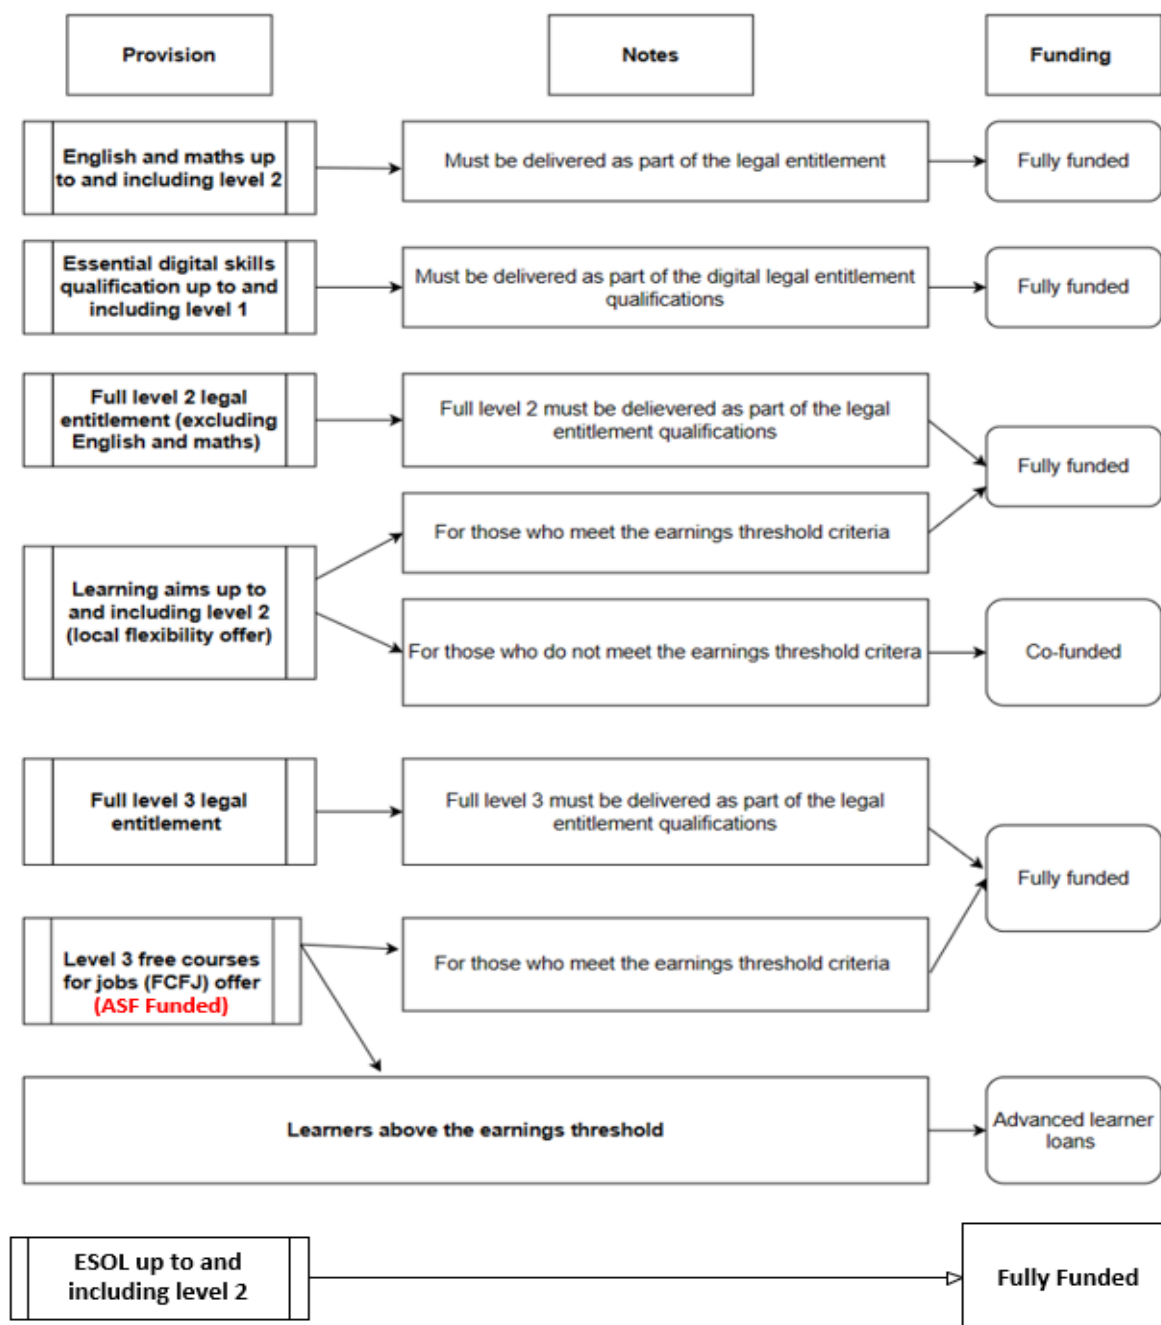 Provision
Notes
Funding
English and maths up
to and including level 2
Must be delivered as part of the legal entitlement
Fully funded
Essential digital skills
qualification up to and
including level 1
Must be delivered as part of the digital legal entitlement
qualifications
Fully funded
Full level 2 legal
entitlement (excluding
English and maths)
Full level 2 must be delievered as part of the legal
entitlement qualifications
Fully funded
Learning aims up to
and including level 2
(local flexibility offer)
For those who meet the earnings threshold criteria
For those who do not meet the earnings threshold critera
Co-funded
Full level 3 legal
entitlement
Full level 3 must be delivered as part of the legal
entitlement qualifications
Fully funded
Level 3 free courses
for jobs (FCFJ) offer
(ASF Funded)
For those who meet the earnings threshold criteria
Learners above the earnings threshold
Advanced learner
loans
ESOL up to and
including level 2
Fully Funded